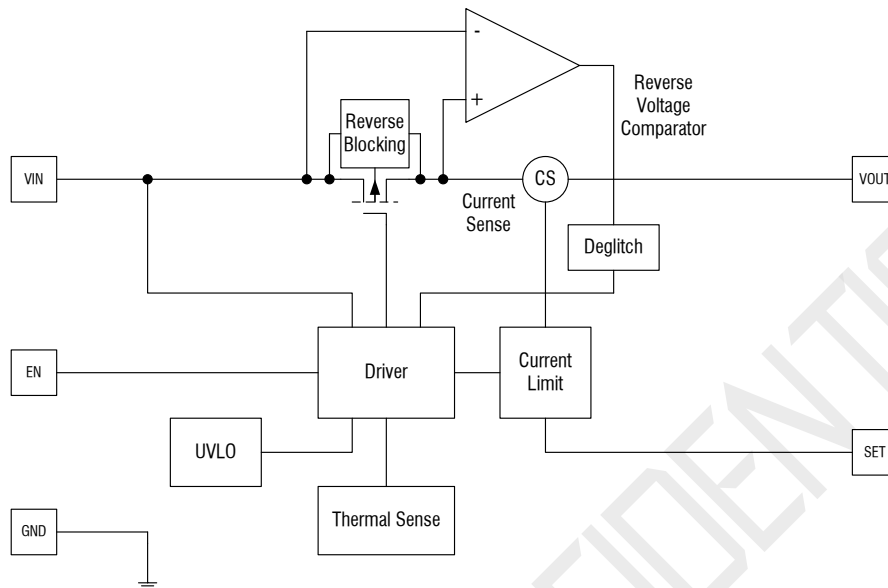 -
+
Reverse
Voltage
Comparator
Reverse
Blocking
VIN
CS
VOUT
Current
Sense
Deglitch
EN
Driver
Current
Limit
UVLO
SET
Thermal Sense
GND